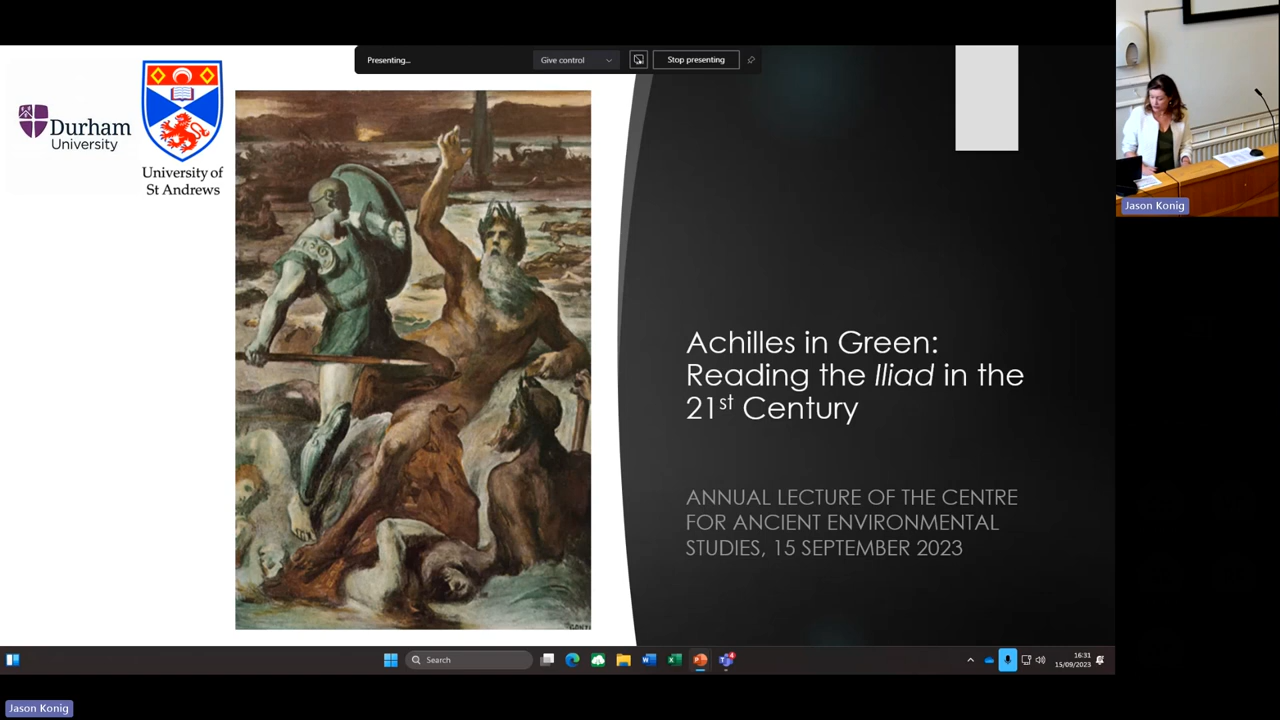 Presenting...
Give control
Stop presenting
Durham
University
University of
St Andrews
Achilles in Green:
Reading the Iliad in the
21st Century
ANNUAL LECTURE OF THE CENTRE
FOR ANCIENT ENVIRONMENTAL
STUDIES, 15 SEPTEMBER 2023
Jason Konig
Search
4
16:31
15/09/2023
Jason Konig